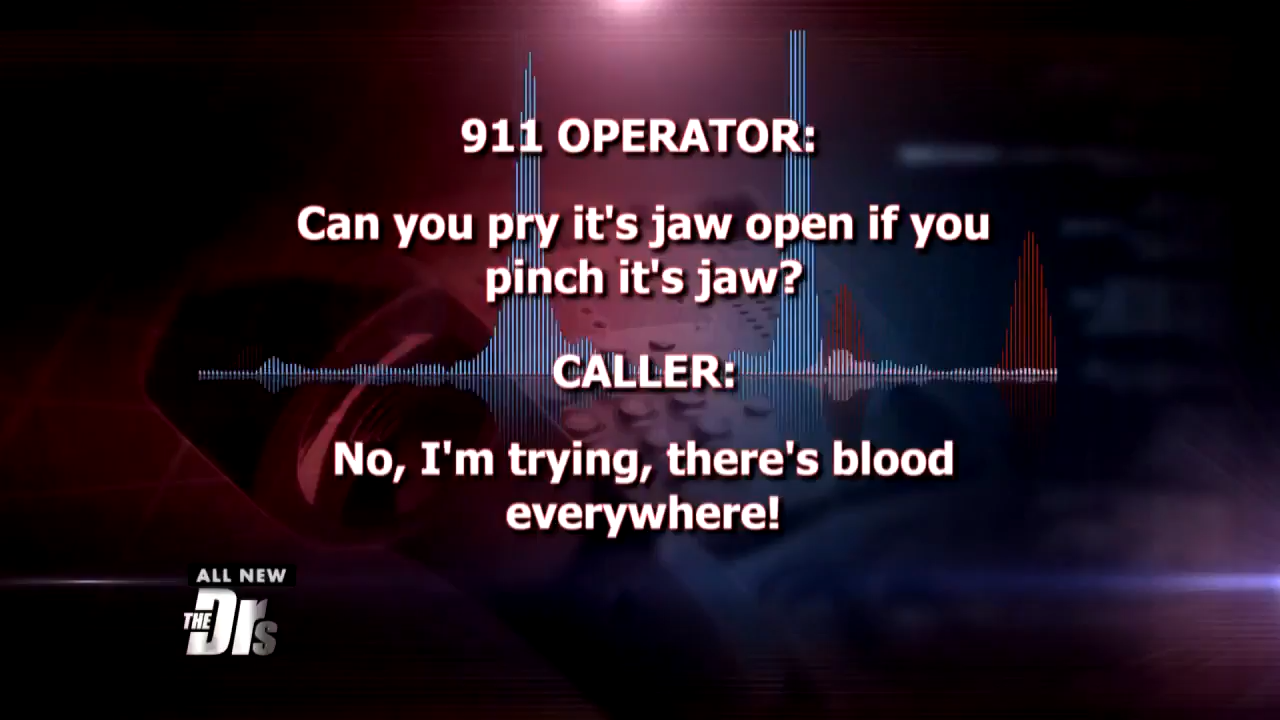 911 OPERATOR:
Can you pry it's jaw open if you
pinch it's jaw?
CALLER:
No, I'm trying, there's blood
everywhere!
ALL NEW
THE Drs